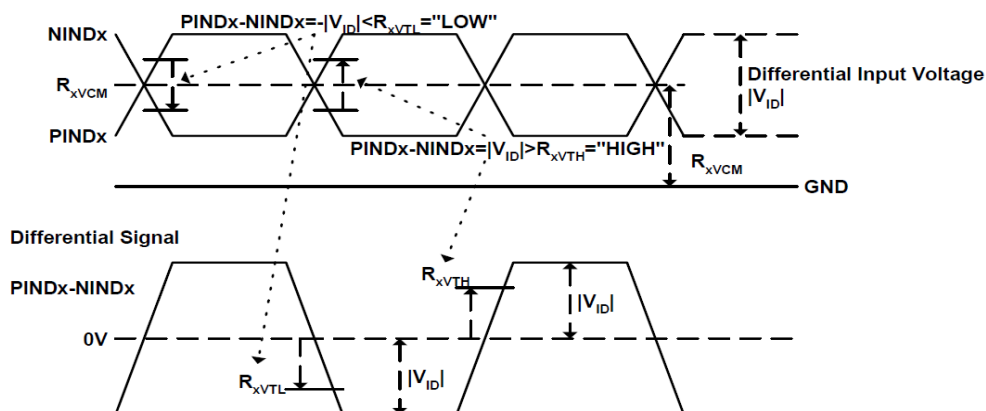 PINDx-NINDx=-|VID|<RxVTL="LOW"
NINDx
RxVCM
Differential Input Voltage
|VID|
PINDx
PINDx-NINDx=|VID|>RxVTH="HIGH"
RxVCM
GND
Differential Signal
PINDx-NINDx
RxVTH
|VID|
0V
RxVTL
|VID|